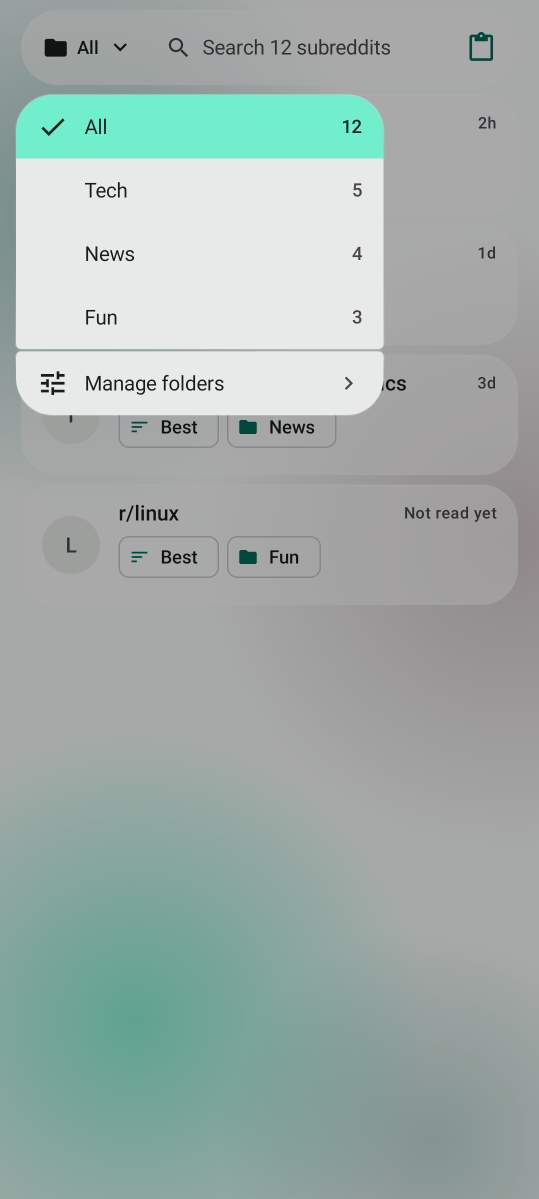 All
Search 12 subreddits
All 12
2h
Tech 5
News 4
1d
Fun 3
Manage folders
3d
Best
News
r/linux
Not read yet
L
Best
Fun